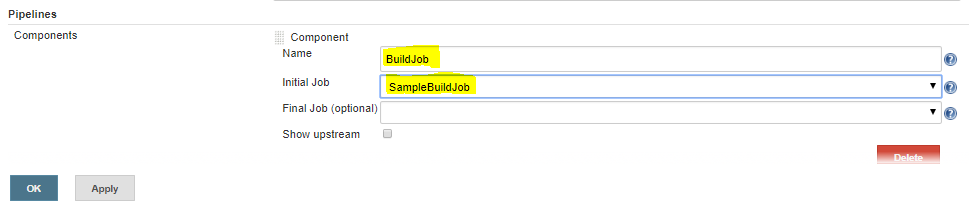 Pipelines
Components
Component
Name
BuildJob
Initial Job
SampleBuildJob
Final Job (optional)
Show upstream
Delete
OK
Apply